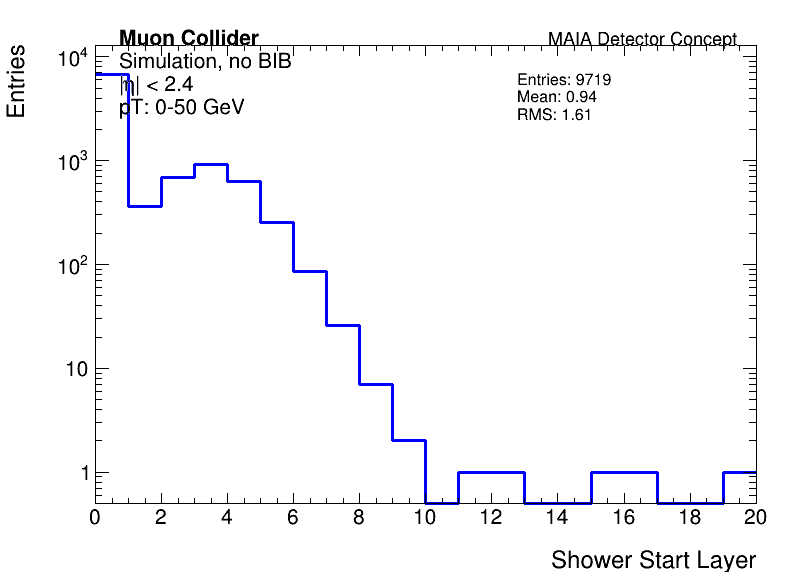 Muon Collider
MAIA Detector Concept
Simulation, no BIB
|η| < 2.4
pT: 0-50 GeV
Entries: 9719
Mean: 0.94
RMS: 1.61
Entries
10⁴
10³
10²
10
1
0 2 4 6 8 10 12 14 16 18 20
Shower Start Layer